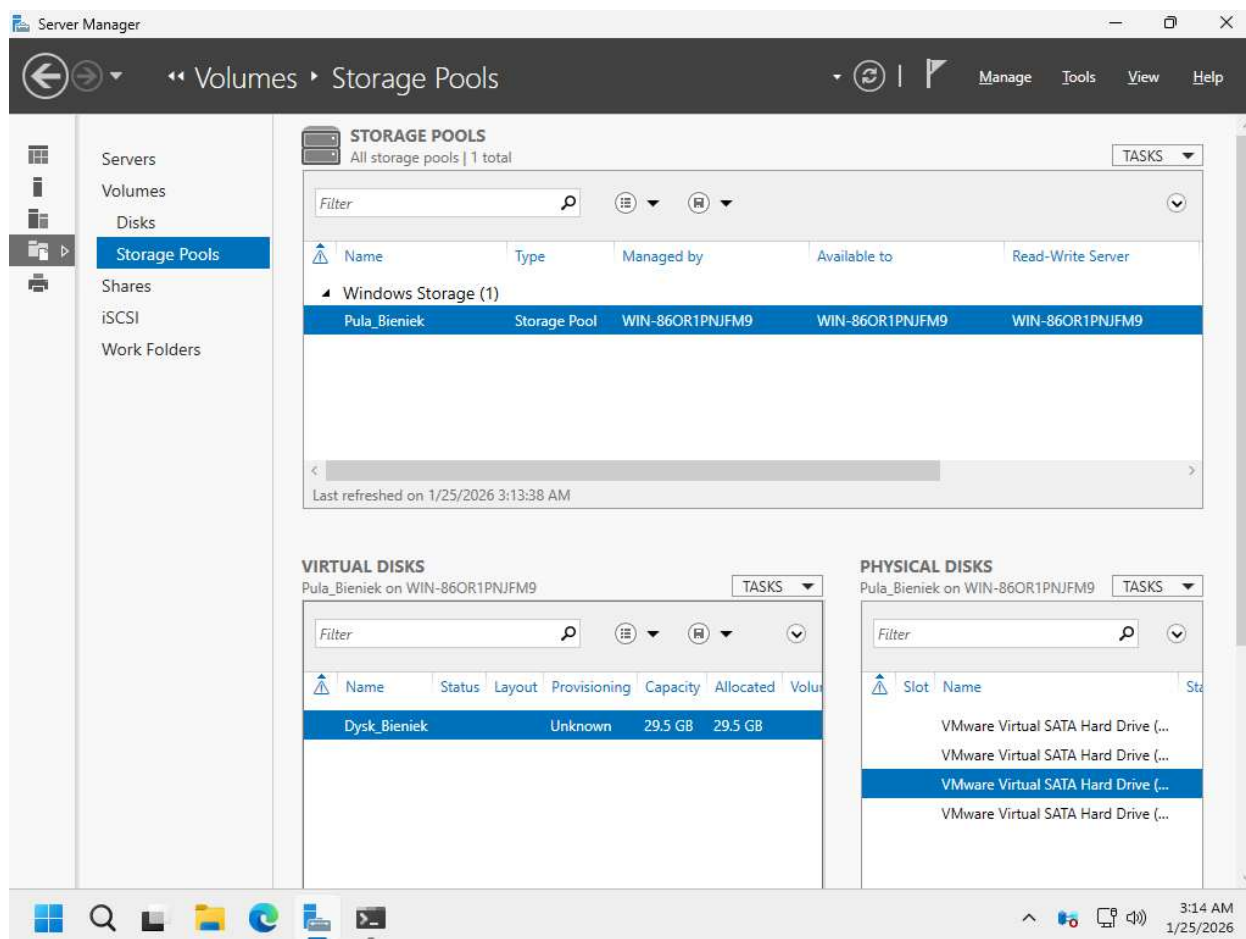 Server Manager
Volumes Storage Pools
Manage Tools View Help
Servers
Volumes
Disks
Storage Pools
Shares
iSCSI
Work Folders
STORAGE POOLS
All storage pools | 1 total
TASKS
Filter
Name Type Managed by Available to Read-Write Server
Windows Storage (1)
Pula_Bieniek Storage Pool WIN-86OR1PNJFM9 WIN-86OR1PNJFM9 WIN-86OR1PNJFM9
Last refreshed on 1/25/2026 3:13:38 AM
VIRTUAL DISKS
Pula_Bieniek on WIN-86OR1PNJFM9
TASKS
Filter
Name Status Layout Provisioning Capacity Allocated Volu
Dysk_Bieniek Unknown 29.5 GB 29.5 GB
PHYSICAL DISKS
Pula_Bieniek on WIN-86OR1PNJFM9
TASKS
Filter
Slot Name Sta
VMware Virtual SATA Hard Drive (...
VMware Virtual SATA Hard Drive (...
VMware Virtual SATA Hard Drive (...
VMware Virtual SATA Hard Drive (...
3:14 AM
1/25/2026